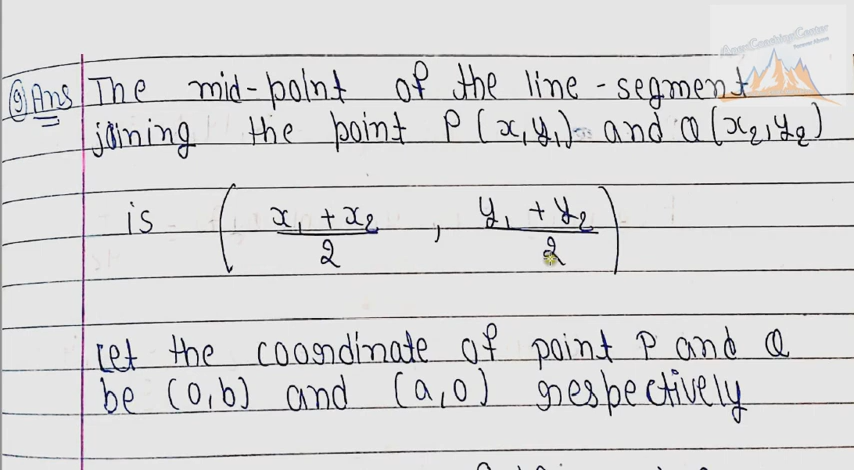 9) Ans The mid-point of the line-segment
joining the point P(x, y₁) and Q(x₂, y₂)
is ( x₁ + x₂ / 2 , y₁ + y₂ / 2 )
Let the coordinate of point P and Q
be (0, b) and (a, 0) respectively